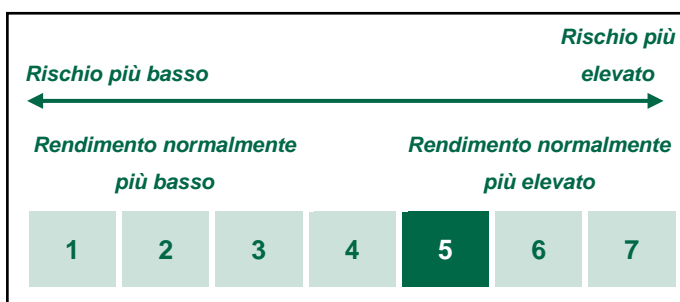 Rischio più basso
Rischio più
elevato
Rendimento normalmente
più basso
Rendimento normalmente
più elevato
1 2 3 4 5 6 7